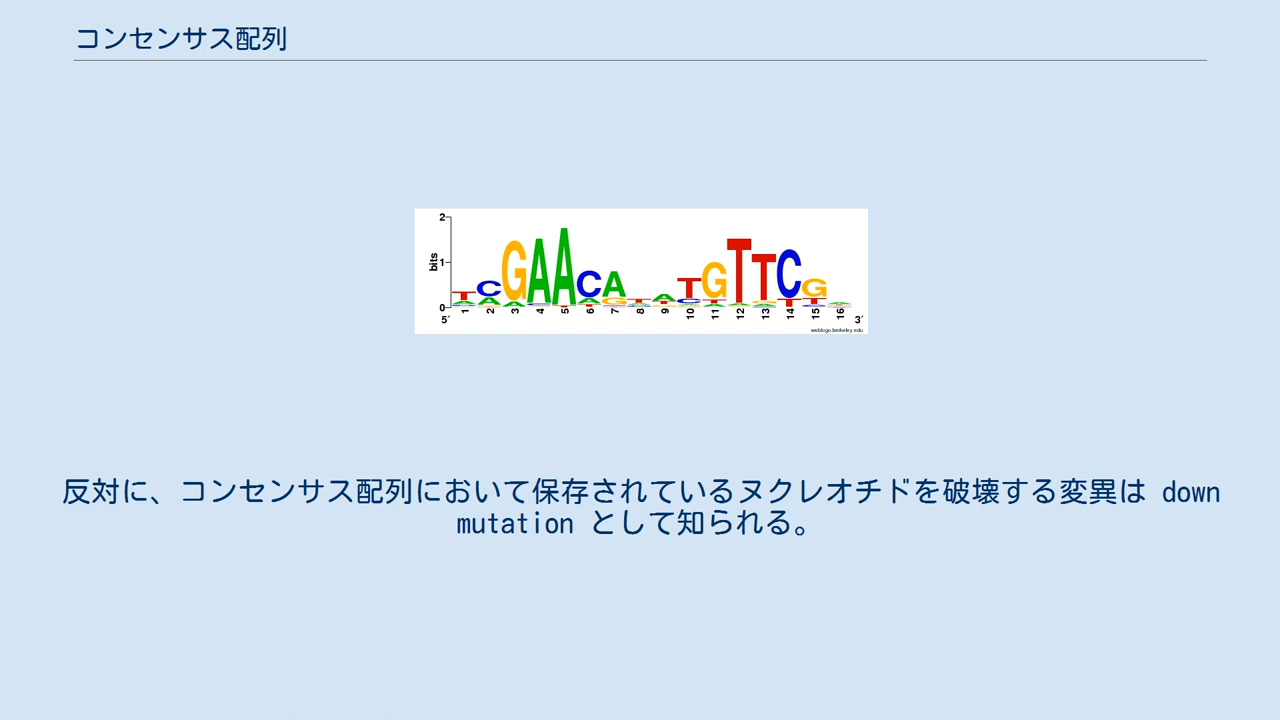 コンセンサス配列
2
bits
1
0
TCGAACATATGTTCG
5′ 1 2 3 4 5 6 7 8 9 10 11 12 13 14 15 16 3′
weblogo.berkeley.edu
反対に、コンセンサス配列において保存されているヌクレオチドを破壊する変異は down
mutation として知られる。